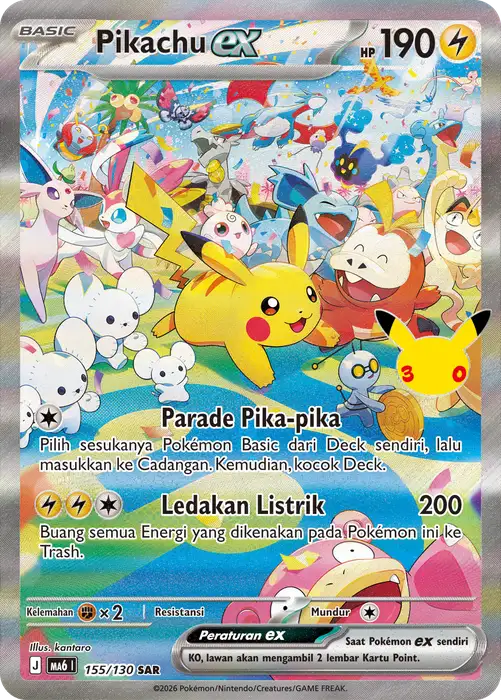 BASIC
Pikachu ex HP 190
30
Parade Pika-pika
Pilih sesukanya Pokémon Basic dari Deck sendiri, lalu
masukkan ke Cadangan. Kemudian, kocok Deck.
Ledakan Listrik 200
Buang semua Energi yang dikenakan pada Pokémon ini ke
Trash.
Kelemahan ×2 Resistansi Mundur
Illus. kantaro
Peraturan ex Saat Pokémon ex sendiri
KO, lawan akan mengambil 2 lembar Kartu Point.
J MA6 I 155/130 SAR
©2026 Pokémon/Nintendo/Creatures/GAME FREAK.